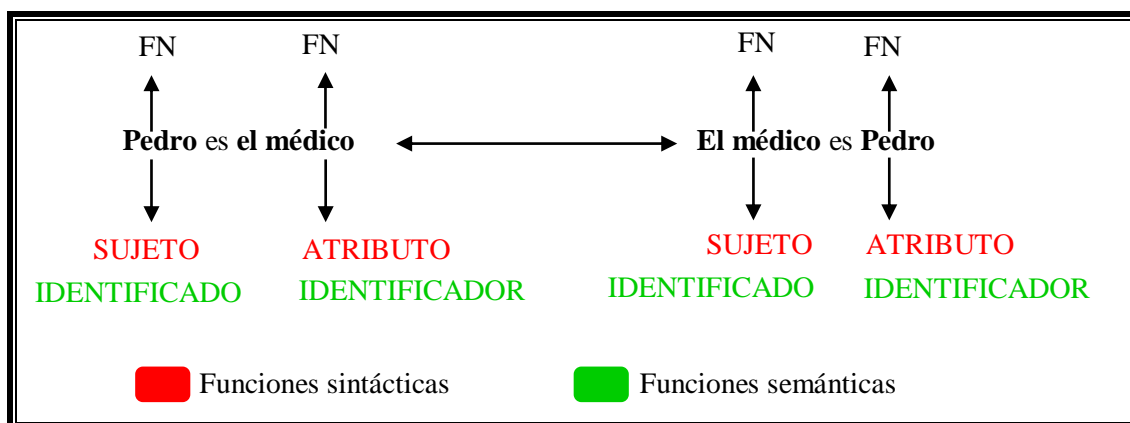 FN FN FN FN
Pedro es el médico El médico es Pedro
SUJETO ATRIBUTO SUJETO ATRIBUTO
IDENTIFICADO IDENTIFICADOR IDENTIFICADO IDENTIFICADOR
Funciones sintácticas Funciones semánticas